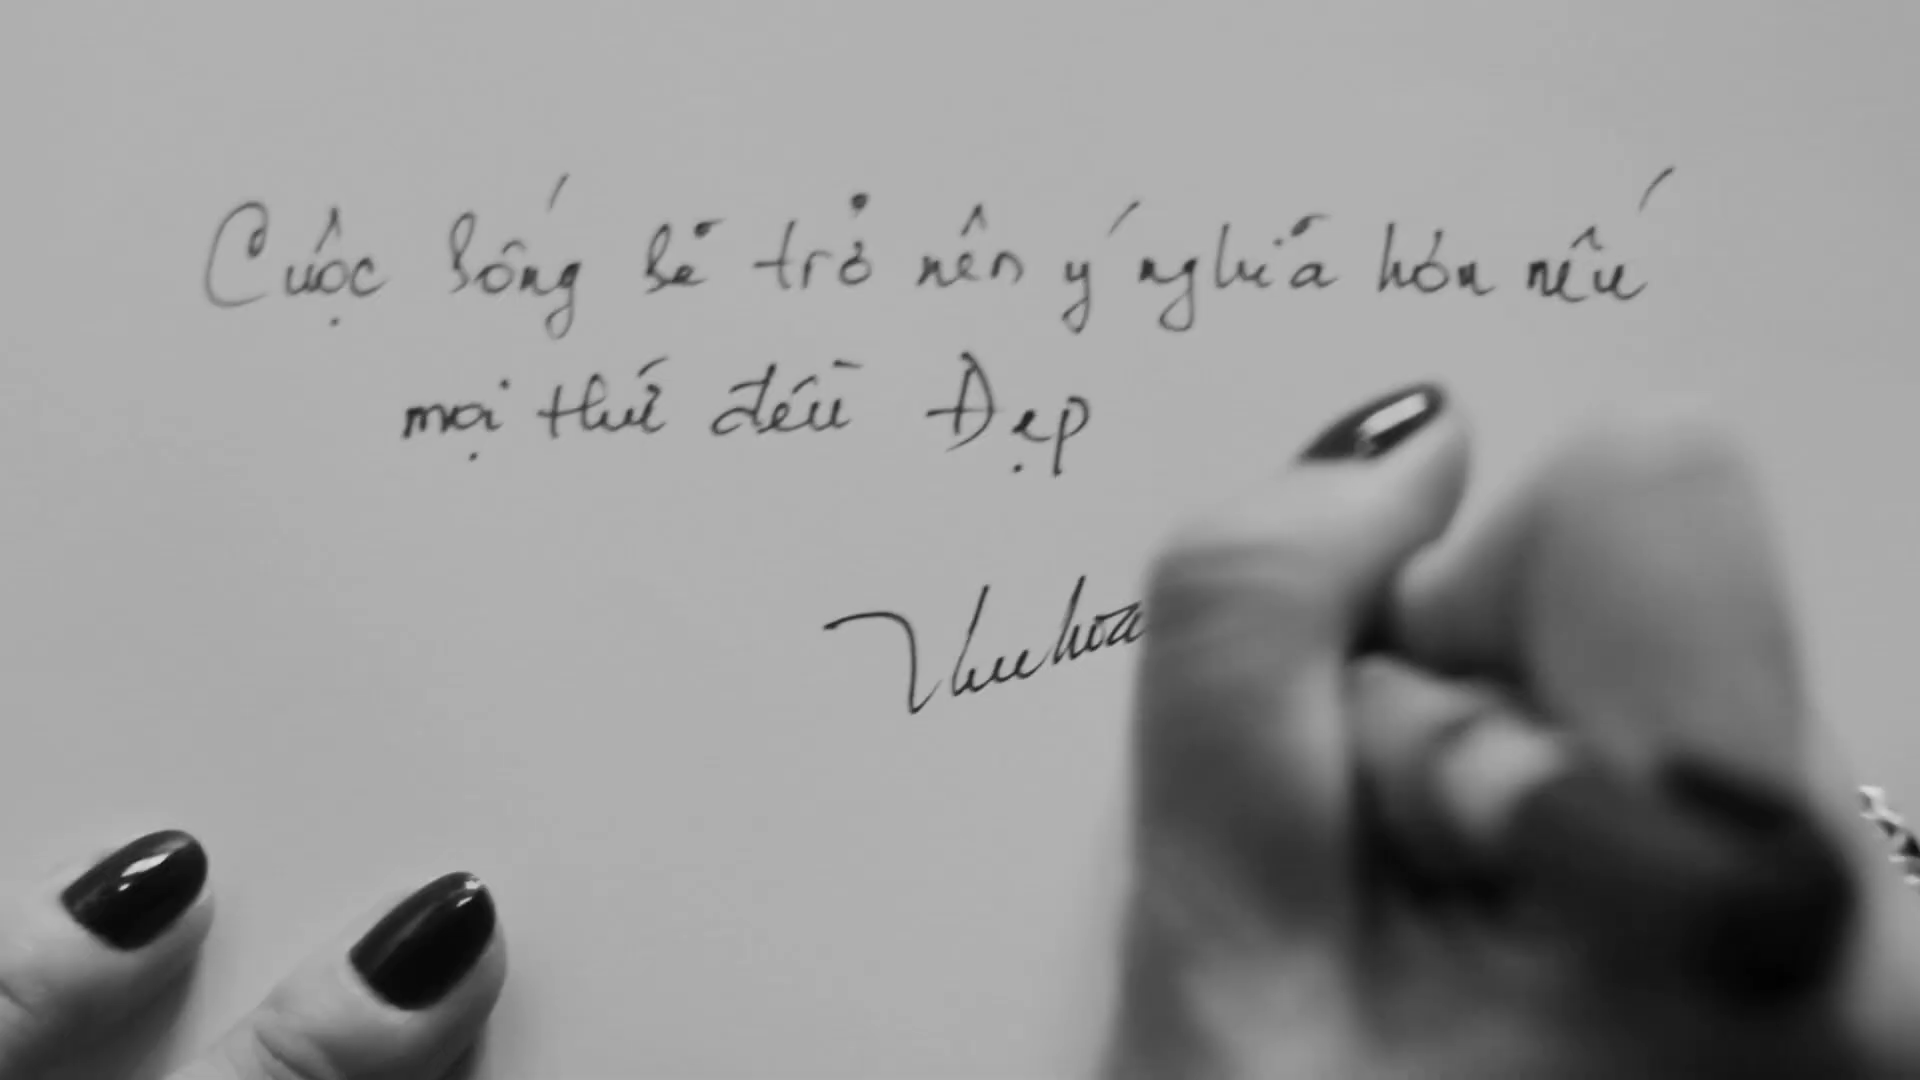 Cuộc sống sẽ trở nên ý nghĩa hơn nếu
mọi thứ đều Đẹp